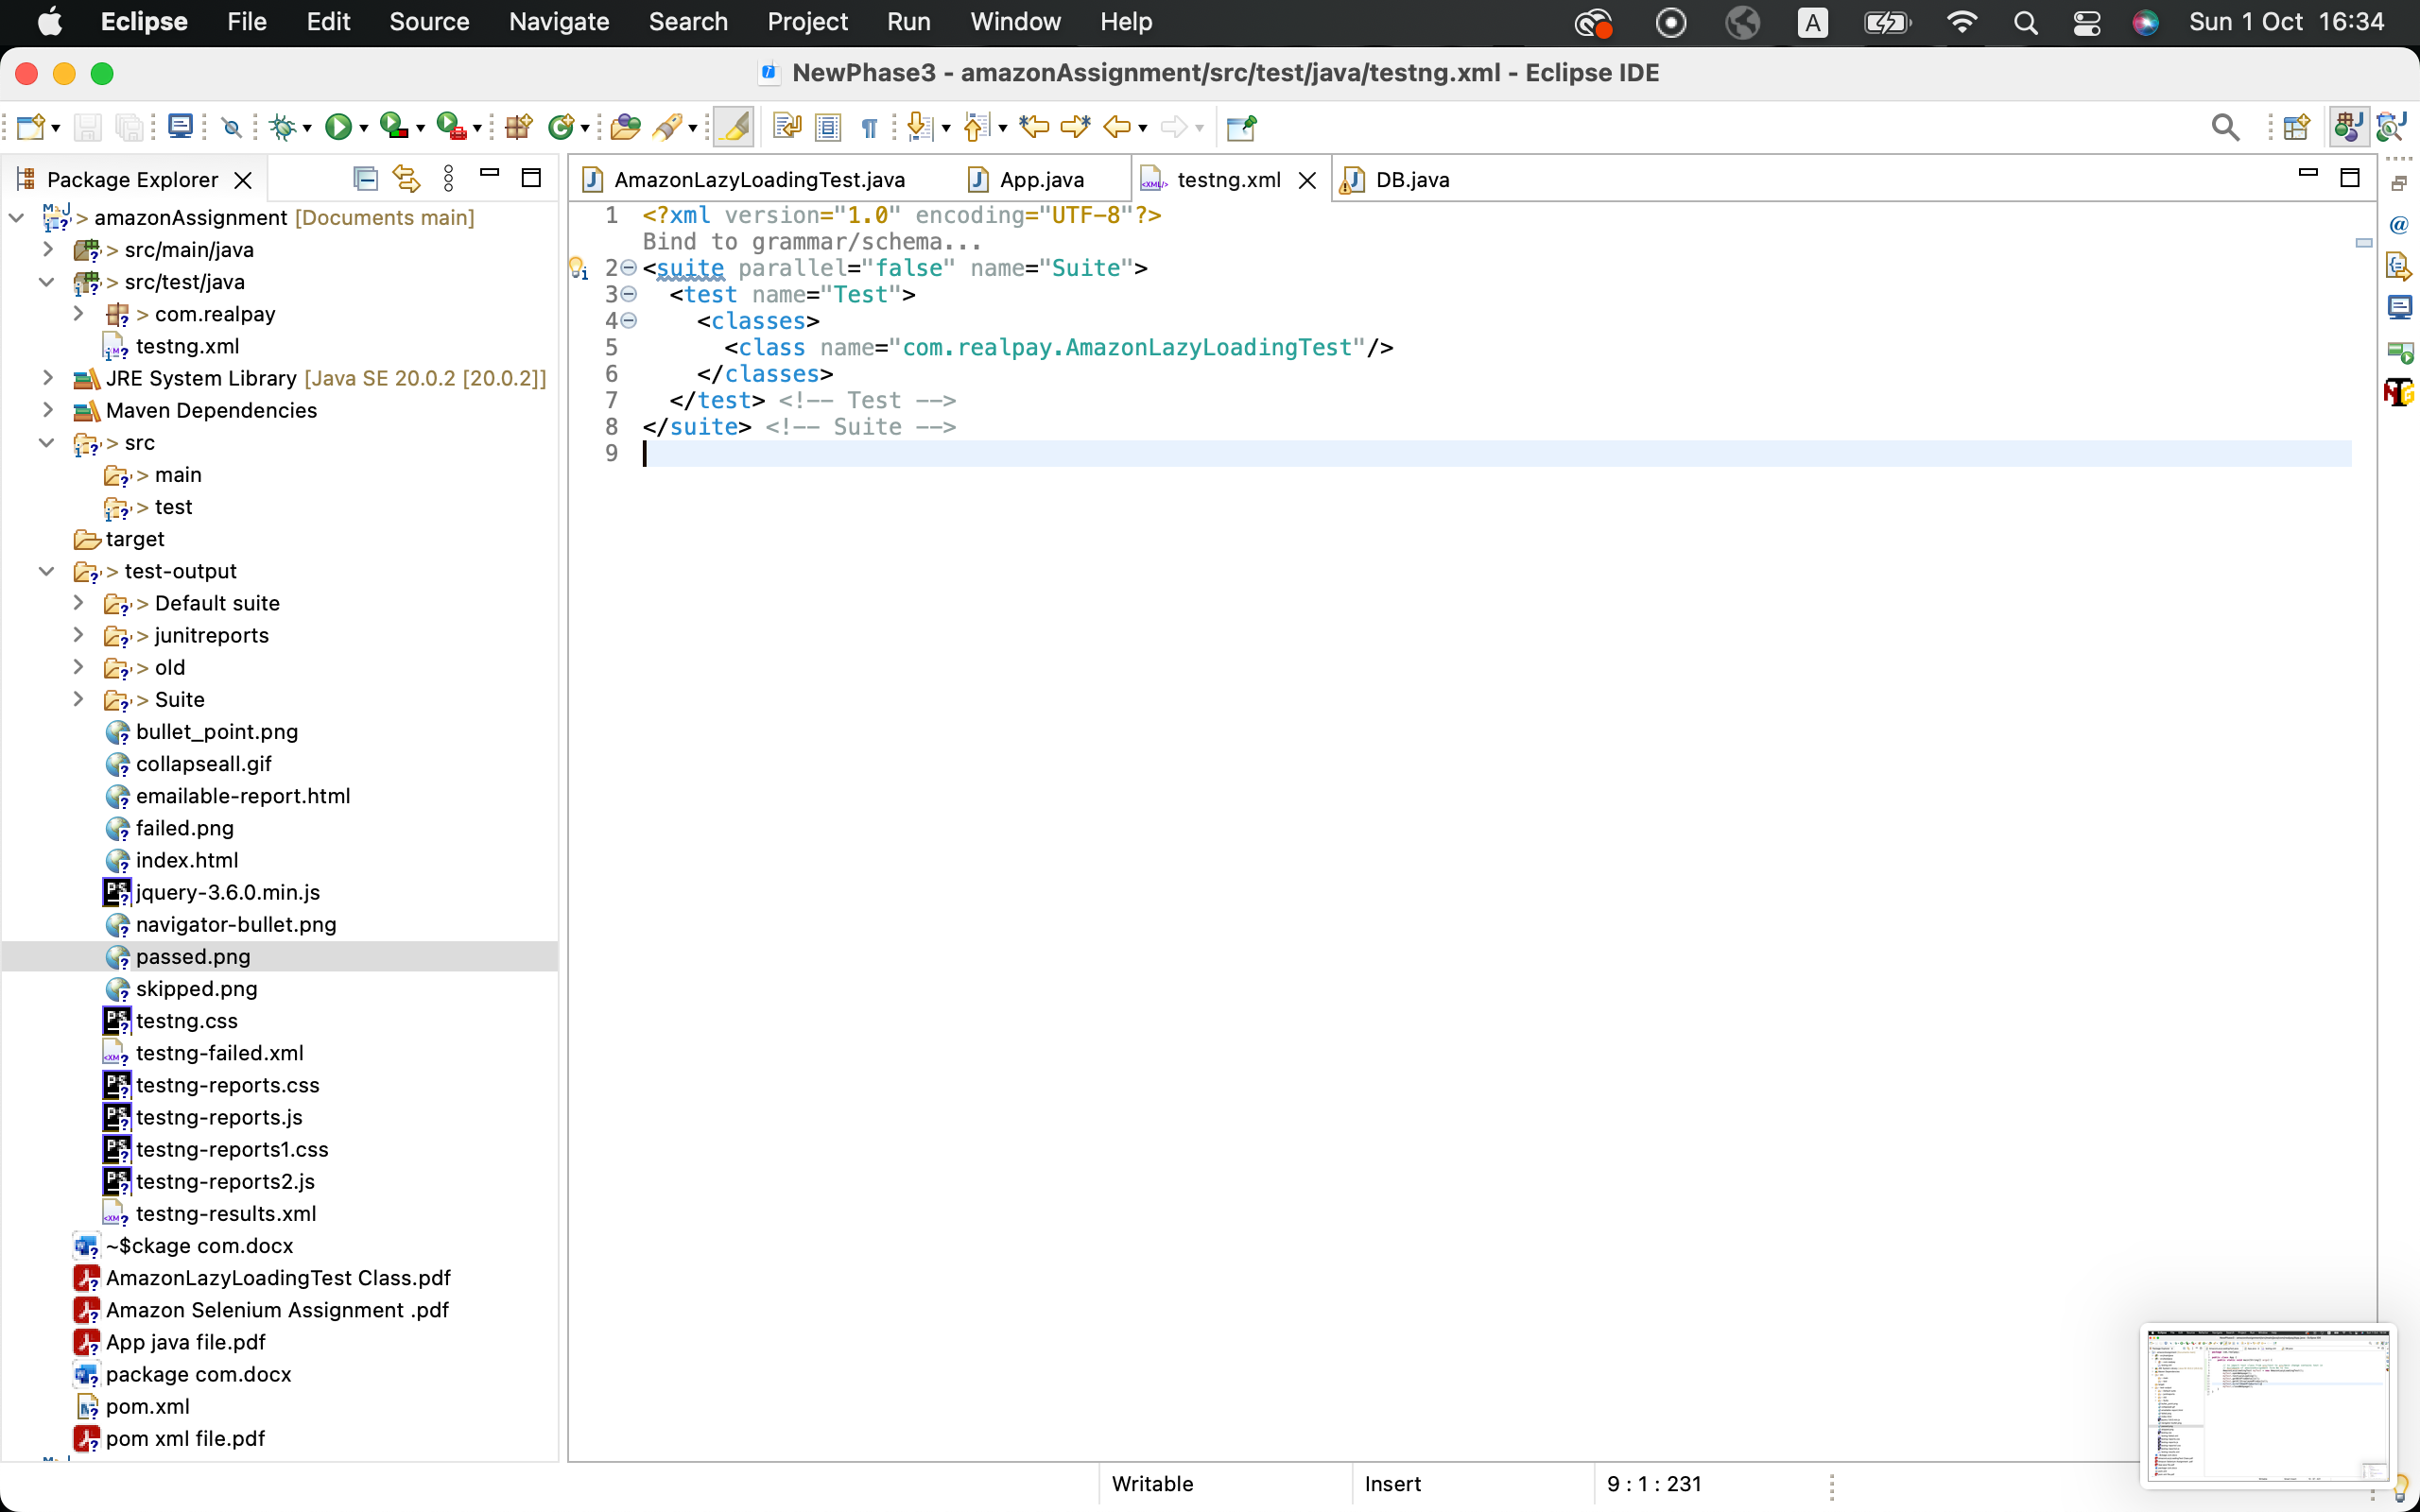 Eclipse File Edit Source Navigate Search Project Run Window Help A Sun 1 Oct 16:34
NewPhase3 - amazonAssignment/src/test/java/testng.xml - Eclipse IDE
Package Explorer
> amazonAssignment [Documents main]
> src/main/java
> src/test/java
> com.realpay
testng.xml
JRE System Library [Java SE 20.0.2 [20.0.2]]
Maven Dependencies
> src
> main
> test
target
> test-output
> Default suite
> junitreports
> old
> Suite
bullet_point.png
collapseall.gif
emailable-report.html
failed.png
index.html
jquery-3.6.0.min.js
navigator-bullet.png
passed.png
skipped.png
testng.css
testng-failed.xml
testng-reports.css
testng-reports.js
testng-reports1.css
testng-reports2.js
testng-results.xml
~$ckage com.docx
AmazonLazyLoadingTest Class.pdf
Amazon Selenium Assignment .pdf
App java file.pdf
package com.docx
pom.xml
pom xml file.pdf
AmazonLazyLoadingTest.java App.java testng.xml DB.java
1 <?xml version="1.0" encoding="UTF-8"?>
Bind to grammar/schema...
2 <suite parallel="false" name="Suite">
3 <test name="Test">
4 <classes>
5 <class name="com.realpay.AmazonLazyLoadingTest"/>
6 </classes>
7 </test> <!-- Test -->
8 </suite> <!-- Suite -->
9
Writable Insert 9 : 1 : 231